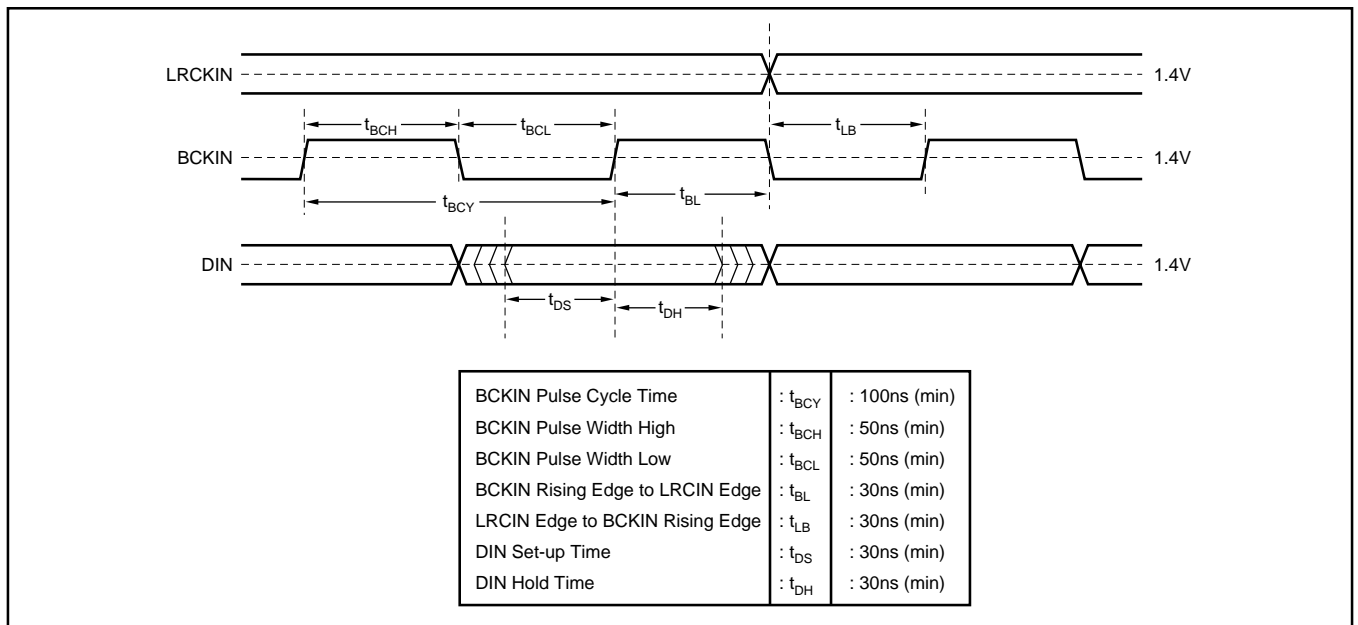 LRCKIN 1.4V
tBCH tBCL tLB
BCKIN 1.4V
tBCY tBL
DIN 1.4V
tDS tDH
BCKIN Pulse Cycle Time : tBCY : 100ns (min)
BCKIN Pulse Width High : tBCH : 50ns (min)
BCKIN Pulse Width Low : tBCL : 50ns (min)
BCKIN Rising Edge to LRCIN Edge : tBL : 30ns (min)
LRCIN Edge to BCKIN Rising Edge : tLB : 30ns (min)
DIN Set-up Time : tDS : 30ns (min)
DIN Hold Time : tDH : 30ns (min)